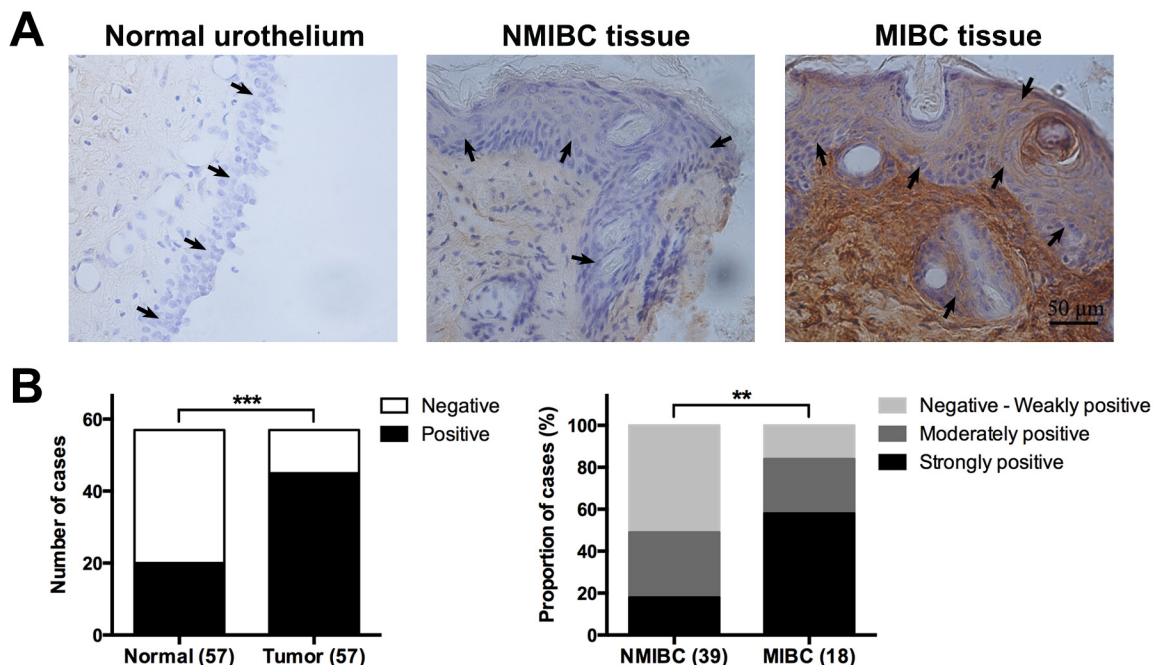 A
Normal urothelium
NMIBC tissue
MIBC tissue
50 μm
B
***
Negative
Positive
Number of cases
60
40
20
0
Normal (57)
Tumor (57)
**
Negative - Weakly positive
Moderately positive
Strongly positive
Proportion of cases (%)
100
80
60
40
20
0
NMIBC (39)
MIBC (18)